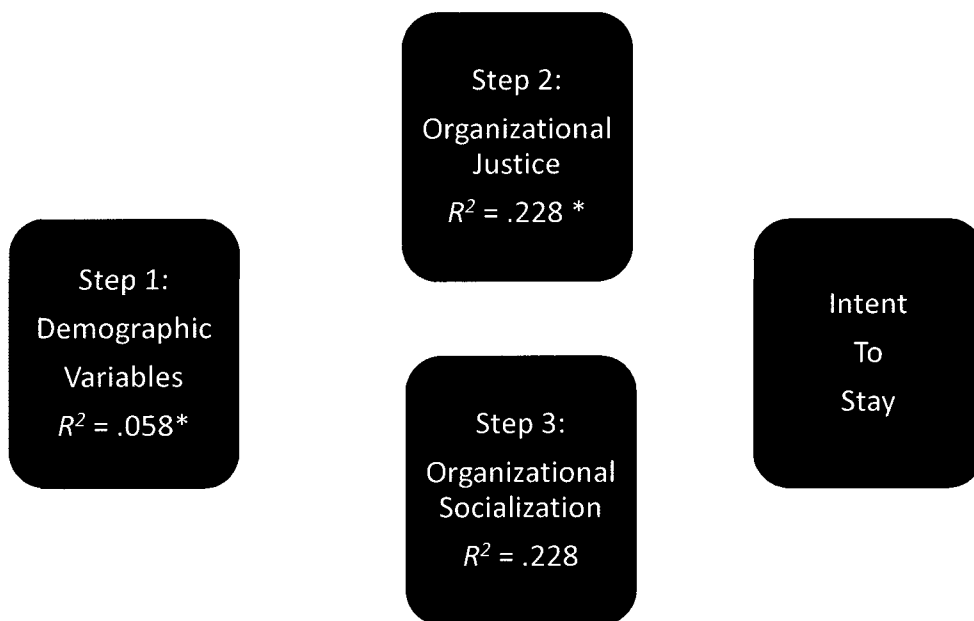 Step 1:
Demographic
Variables
R² = .058*
Step 2:
Organizational
Justice
R² = .228 *
Step 3:
Organizational
Socialization
R² = .228
Intent
To
Stay